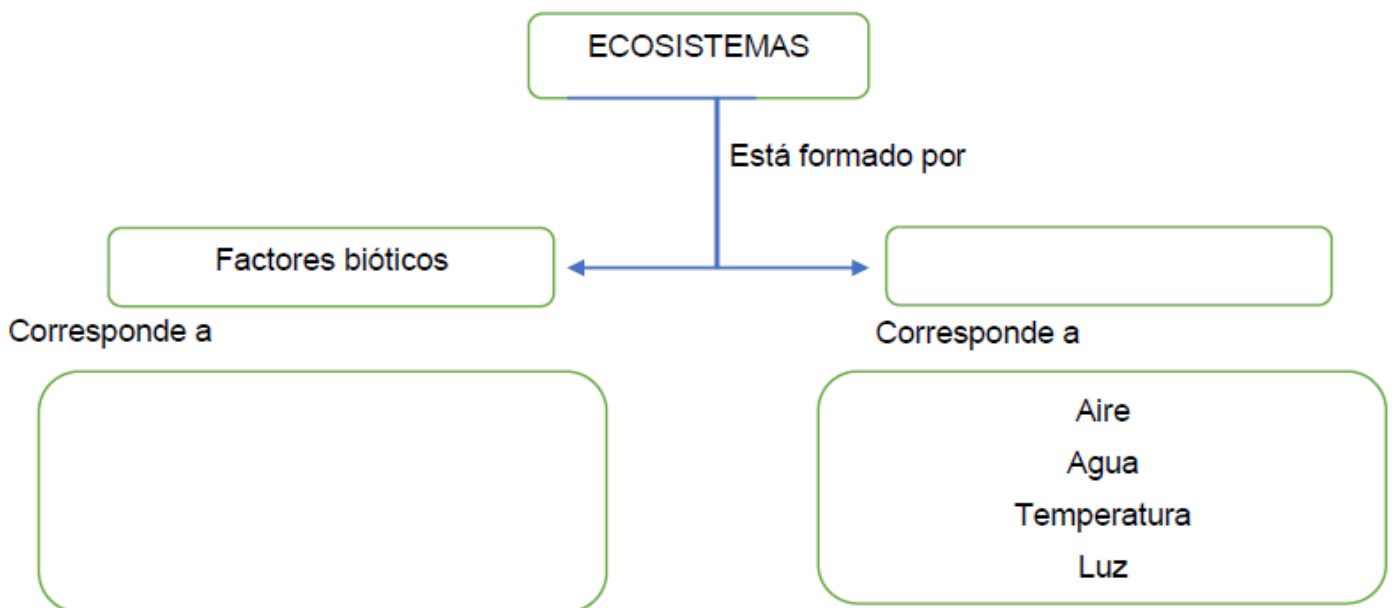 ECOSISTEMAS
Está formado por
Factores bióticos
Corresponde a
Corresponde a
Aire
Agua
Temperatura
Luz